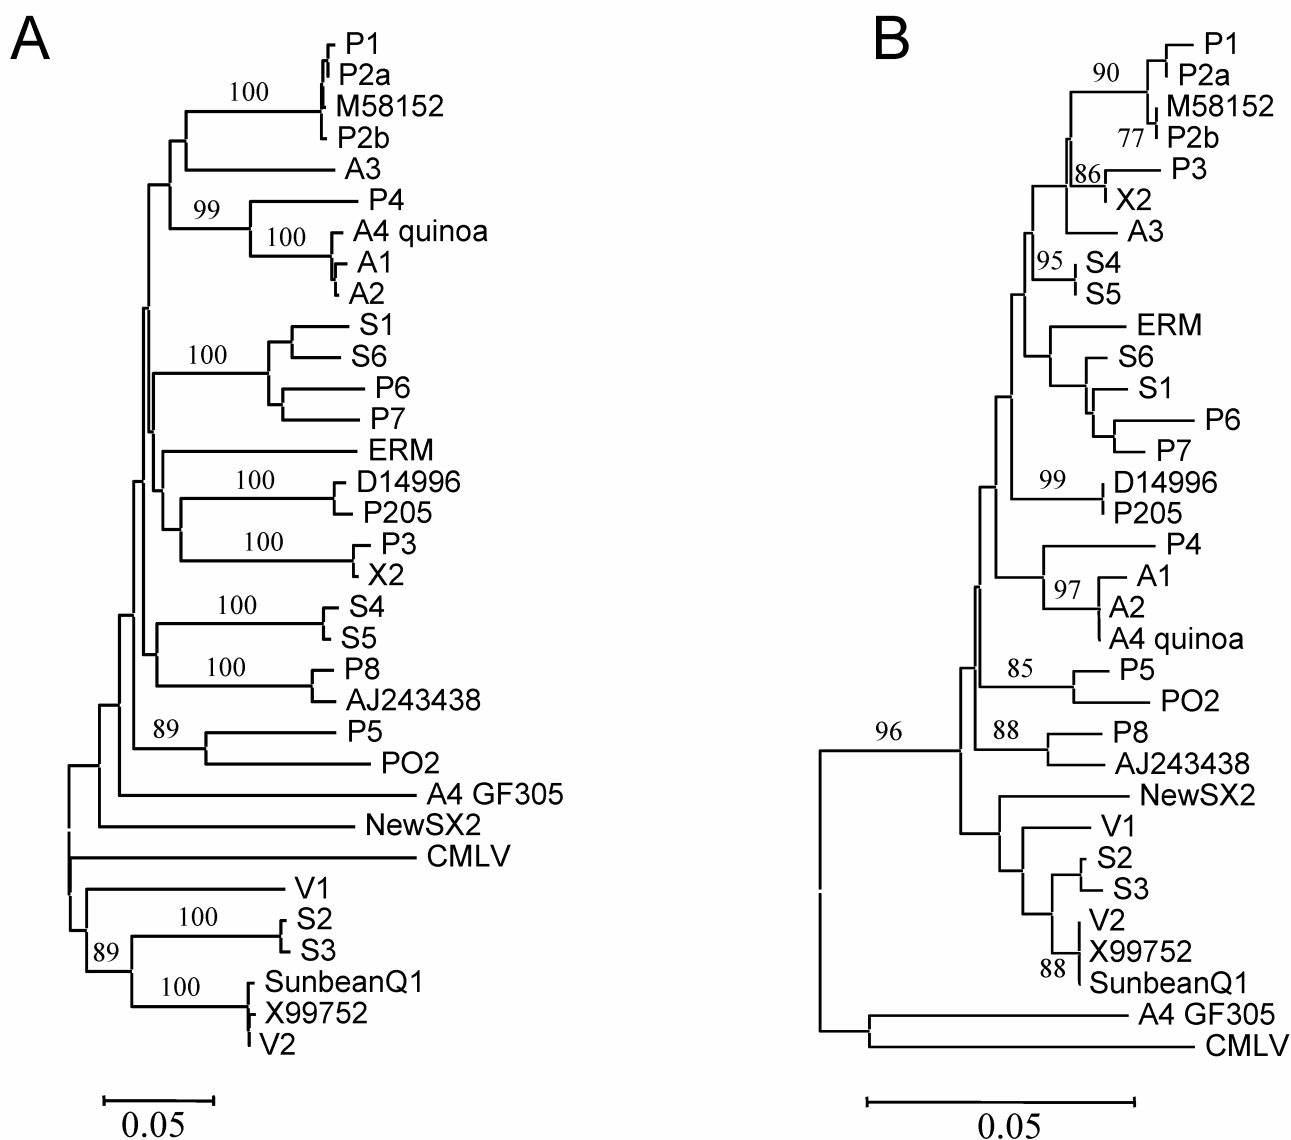 A
P1
P2a
100
M58152
P2b
A3
P4
99
A4 quinoa
100
A1
A2
S1
100
S6
P6
P7
ERM
100
D14996
P205
100
P3
X2
100
S4
S5
100
P8
AJ243438
89
P5
PO2
A4 GF305
NewSX2
CMLV
V1
100
S2
89
S3
100
SunbeanQ1
X99752
V2
0.05
B
P1
90
P2a
M58152
77
P2b
P3
86
X2
A3
95
S4
S5
ERM
S6
S1
P6
P7
99
D14996
P205
P4
A1
97
A2
A4 quinoa
85
P5
PO2
96
88
P8
AJ243438
NewSX2
V1
S2
S3
V2
X99752
88
SunbeanQ1
A4 GF305
CMLV
0.05